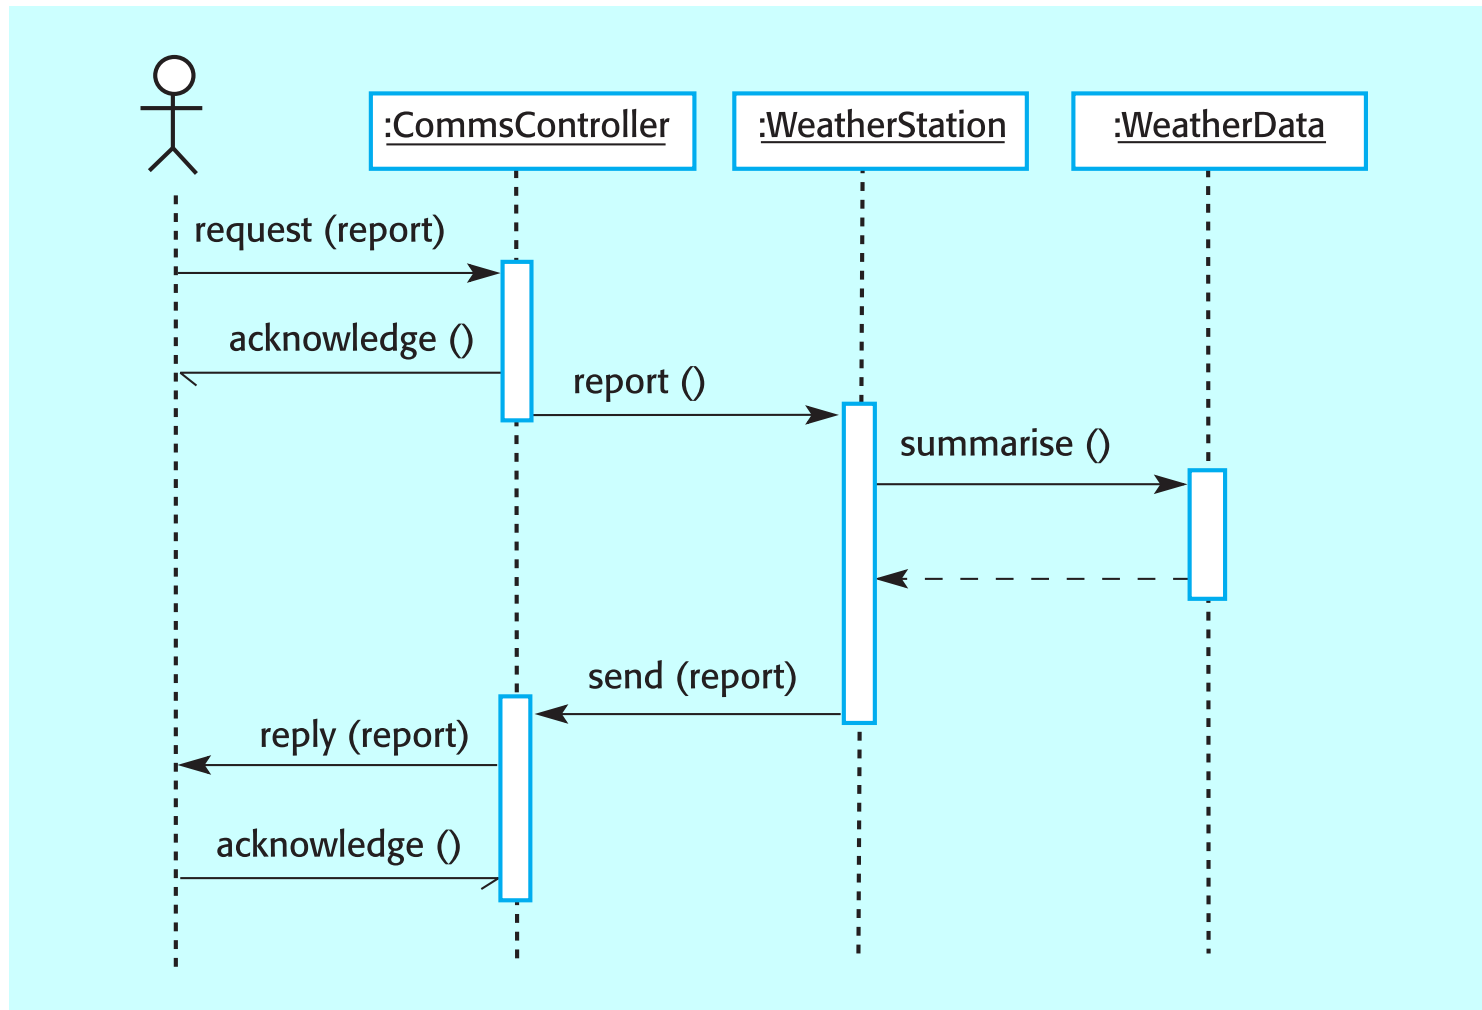 :CommsController
:WeatherStation
:WeatherData
request (report)
acknowledge ()
report ()
summarise ()
send (report)
reply (report)
acknowledge ()